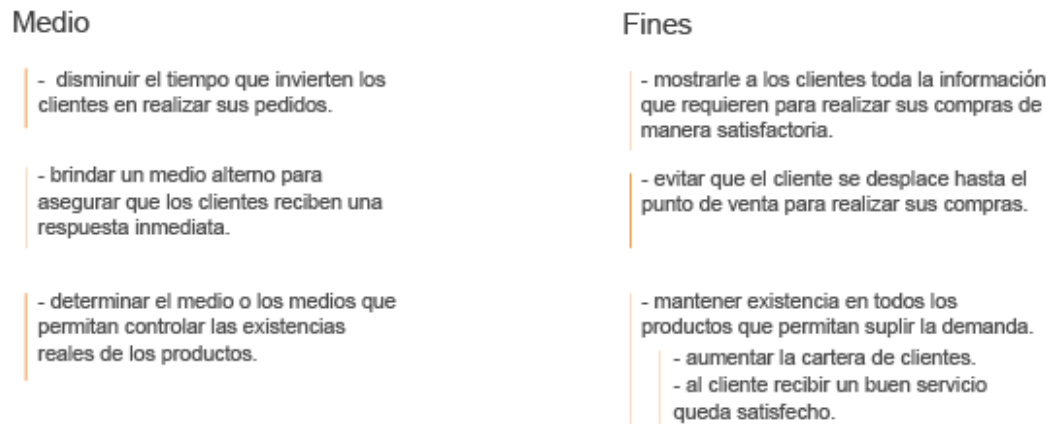 Medio
- disminuir el tiempo que invierten los
clientes en realizar sus pedidos.
- brindar un medio alterno para
asegurar que los clientes reciben una
respuesta inmediata.
- determinar el medio o los medios que
permitan controlar las existencias
reales de los productos.
Fines
- mostrarle a los clientes toda la información
que requieren para realizar sus compras de
manera satisfactoria.
- evitar que el cliente se desplace hasta el
punto de venta para realizar sus compras.
- mantener existencia en todos los
productos que permitan suplir la demanda.
- aumentar la cartera de clientes.
- al cliente recibir un buen servicio
queda satisfecho.